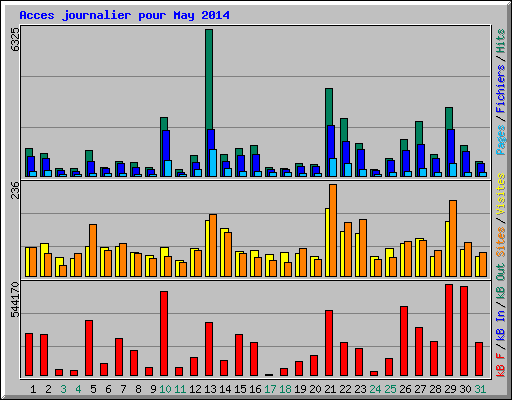 Acces journalier pour May 2014
6325
236
544170
Pages / Fichiers / Hits
Sites / Visites
kB F / kB In / kB Out
1 2 3 4 5 6 7 8 9 10 11 12 13 14 15 16 17 18 19 20 21 22 23 24 25 26 27 28 29 30 31